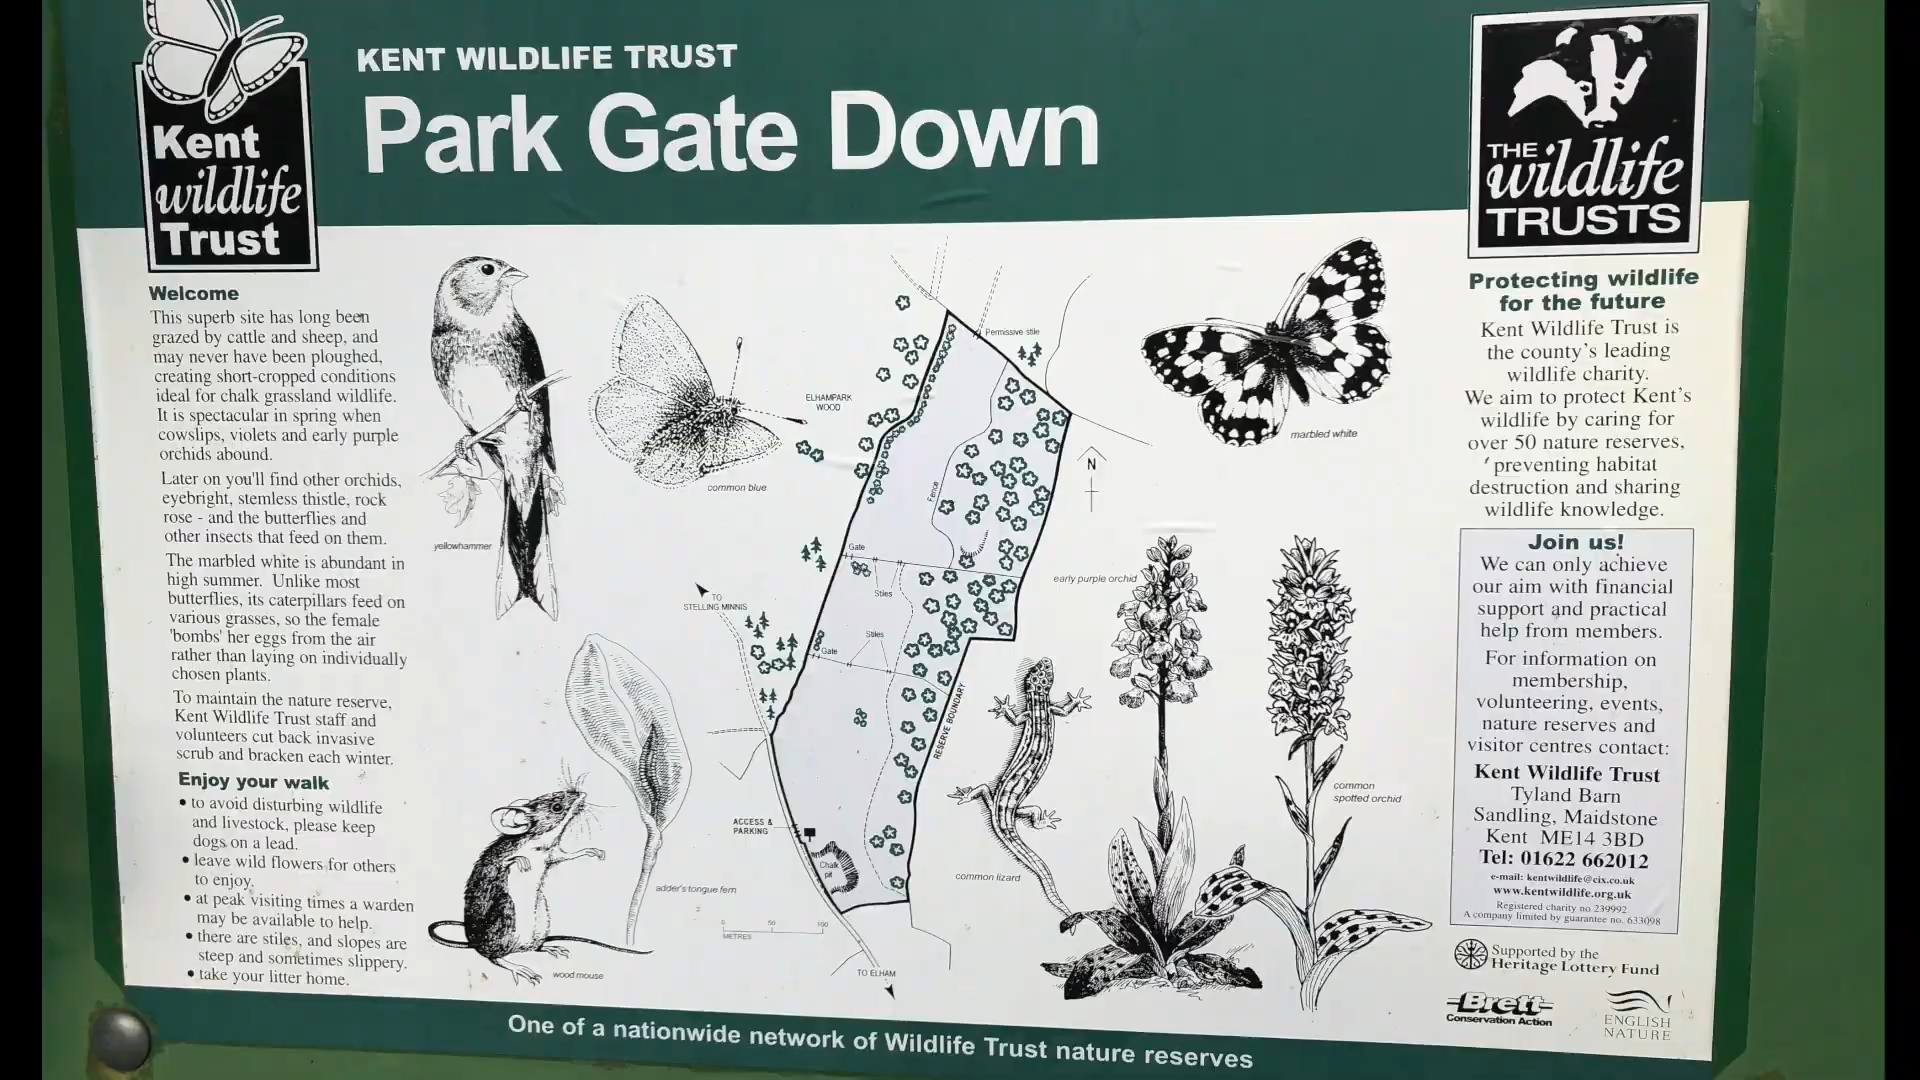 KENT WILDLIFE TRUST
Park Gate Down
Kent
wildlife
Trust
THE
wildlife
TRUSTS
Welcome
This superb site has long been
grazed by cattle and sheep, and
may never have been ploughed,
creating short-cropped conditions
ideal for chalk grassland wildlife.
It is spectacular in spring when
cowslips, violets and early purple
orchids abound.
Later on you'll find other orchids,
eyebright, stemless thistle, rock
rose - and the butterflies and
other insects that feed on them.
The marbled white is abundant in
high summer. Unlike most
butterflies, its caterpillars feed on
various grasses, so the female
'bombs' her eggs from the air
rather than laying on individually
chosen plants.
To maintain the nature reserve,
Kent Wildlife Trust staff and
volunteers cut back invasive
scrub and bracken each winter.
Enjoy your walk
• to avoid disturbing wildlife
and livestock, please keep
dogs on a lead.
• leave wild flowers for others
to enjoy.
• at peak visiting times a warden
may be available to help.
• there are stiles, and slopes are
steep and sometimes slippery.
• take your litter home.
yellowhammer
common blue
marbled white
early purple orchid
common
spotted orchid
common lizard
adder's tongue fern
wood mouse
Permissive stile
ELHAMPARK
WOOD
N
Fence
Gate
Stiles
TO
STELLING MINNIS
Stiles
Gate
RESERVE BOUNDARY
ACCESS &
PARKING
Chalk
pit
0 50 100
METRES
TO ELHAM
Protecting wildlife
for the future
Kent Wildlife Trust is
the county's leading
wildlife charity.
We aim to protect Kent's
wildlife by caring for
over 50 nature reserves,
preventing habitat
destruction and sharing
wildlife knowledge.
Join us!
We can only achieve
our aim with financial
support and practical
help from members.
For information on
membership,
volunteering, events,
nature reserves and
visitor centres contact:
Kent Wildlife Trust
Tyland Barn
Sandling, Maidstone
Kent ME14 3BD
Tel: 01622 662012
e-mail: kentwildlife@cix.co.uk
www.kentwildlife.org.uk
Registered charity no 239992
A company limited by guarantee no. 633098
Supported by the
Heritage Lottery Fund
Brett
Conservation Action
ENGLISH
NATURE
One of a nationwide network of Wildlife Trust nature reserves